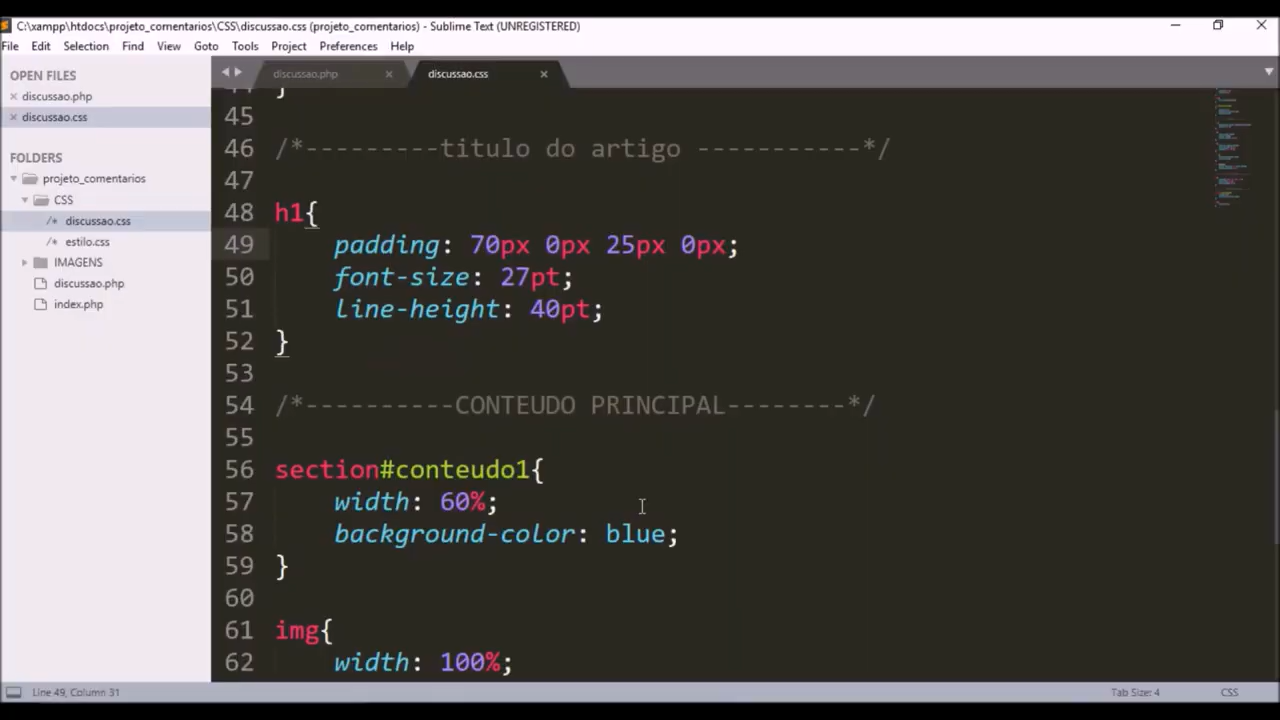 C:\xampp\htdocs\projeto_comentarios\CSS\discussao.css (projeto_comentarios) - Sublime Text (UNREGISTERED)
File Edit Selection Find View Goto Tools Project Preferences Help
OPEN FILES
discussao.php
discussao.css
FOLDERS
projeto_comentarios
CSS
/* discussao.css
/* estilo.css
IMAGENS
discussao.php
index.php
discussao.php discussao.css
44 }
45
46 /*---------titulo do artigo -----------*/
47
48 h1{
49 padding: 70px 0px 25px 0px;
50 font-size: 27pt;
51 line-height: 40pt;
52 }
53
54 /*----------CONTEUDO PRINCIPAL--------*/
55
56 section#conteudo1{
57 width: 60%;
58 background-color: blue;
59 }
60
61 img{
62 width: 100%;
Line 49, Column 31 Tab Size: 4 CSS